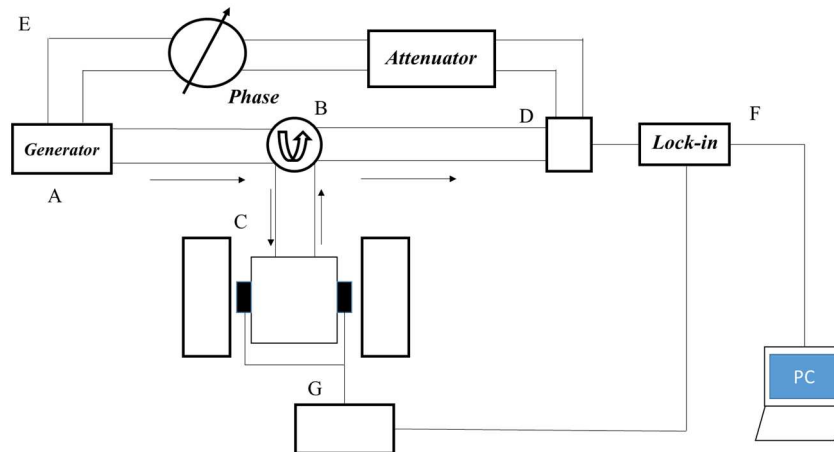 E
Attenuator
Phase
B
D
F
Generator
Lock-in
A
C
PC
G